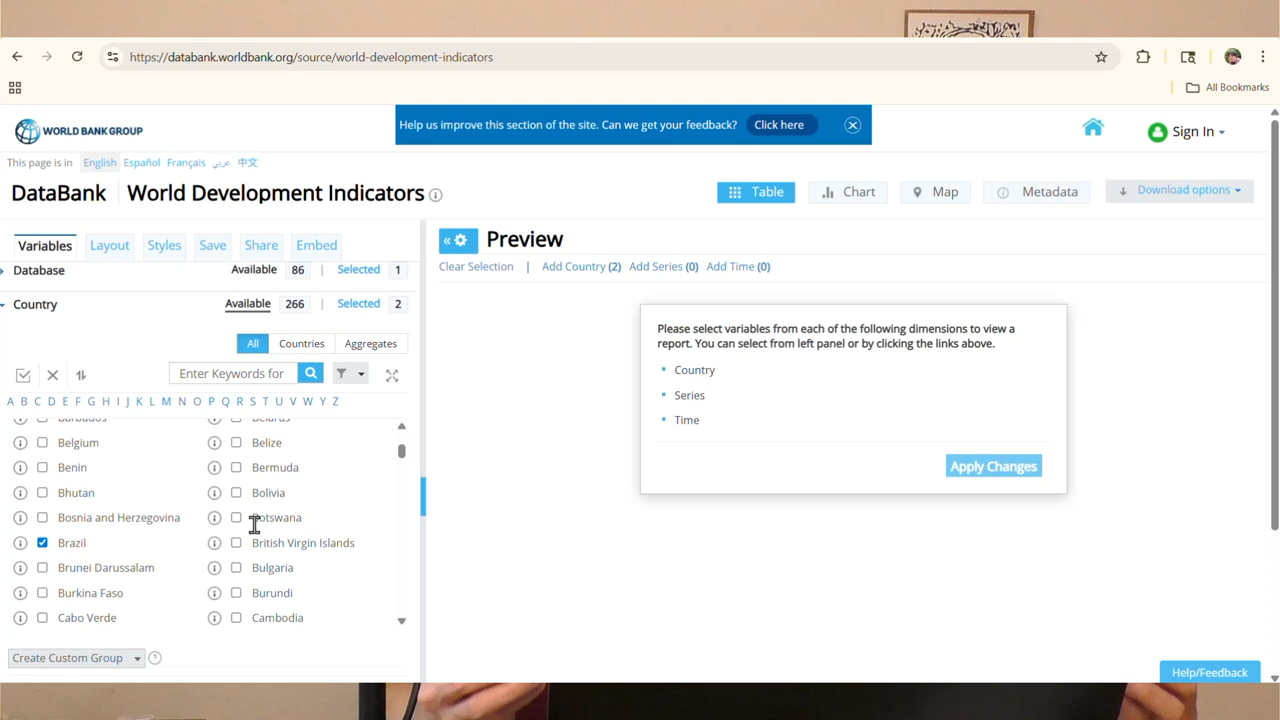 https://databank.worldbank.org/source/world-development-indicators
All Bookmarks
WORLD BANK GROUP
Help us improve this section of the site. Can we get your feedback? Click here
Sign In
This page is in English Español Français عربي 中文
DataBank World Development Indicators
Table Chart Map Metadata Download options
Variables Layout Styles Save Share Embed
Database Available 86 | Selected 1
Country Available 266 | Selected 2
All Countries Aggregates
Enter Keywords for
A B C D E F G H I J K L M N O P Q R S T U V W Y Z
Barbados Belarus
Belgium Belize
Benin Bermuda
Bhutan Bolivia
Bosnia and Herzegovina Botswana
Brazil British Virgin Islands
Brunei Darussalam Bulgaria
Burkina Faso Burundi
Cabo Verde Cambodia
Create Custom Group ?
Preview
Clear Selection | Add Country (2) Add Series (0) Add Time (0)
Please select variables from each of the following dimensions to view a
report. You can select from left panel or by clicking the links above.
Country
Series
Time
Apply Changes
Help/Feedback